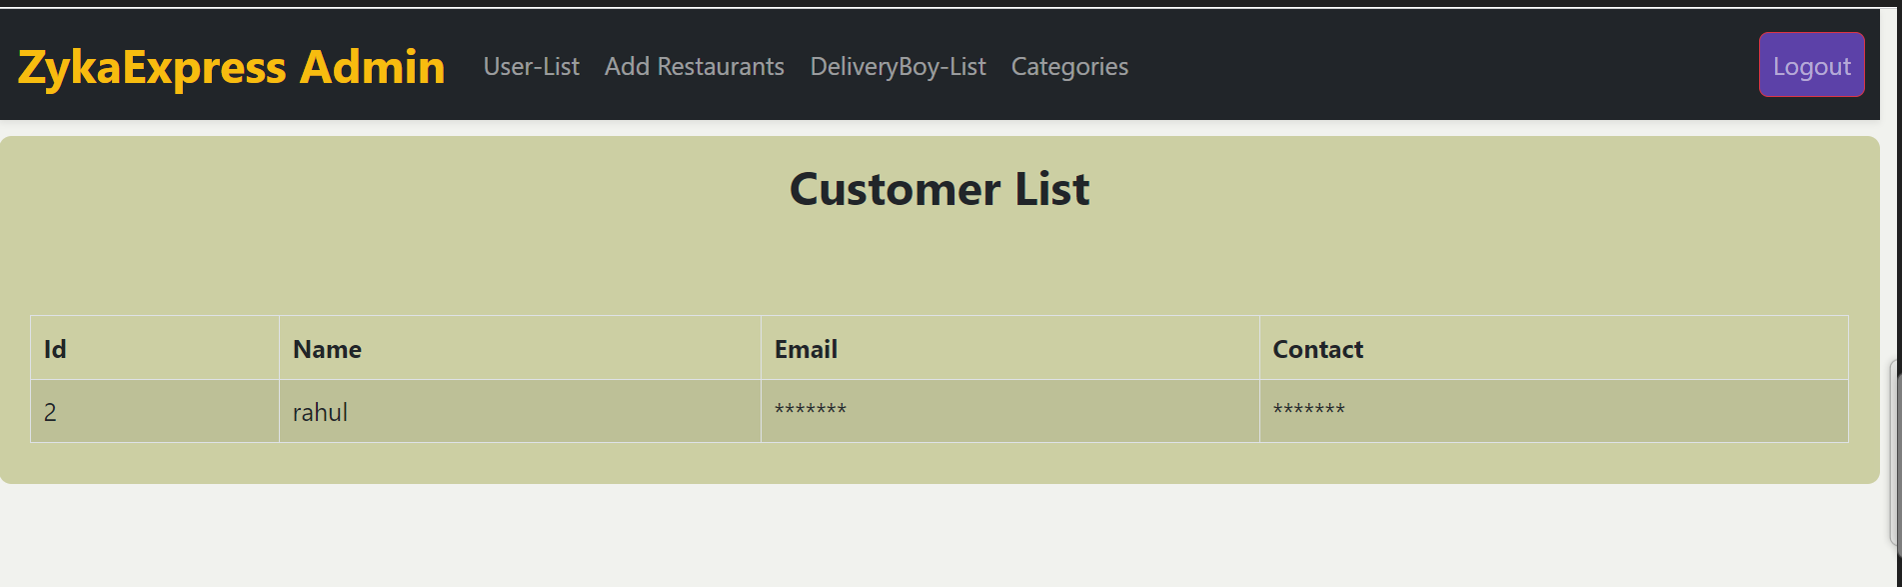 ZykaExpress Admin User-List Add Restaurants DeliveryBoy-List Categories Logout
Customer List
Id Name Email Contact
2 rahul ******* *******